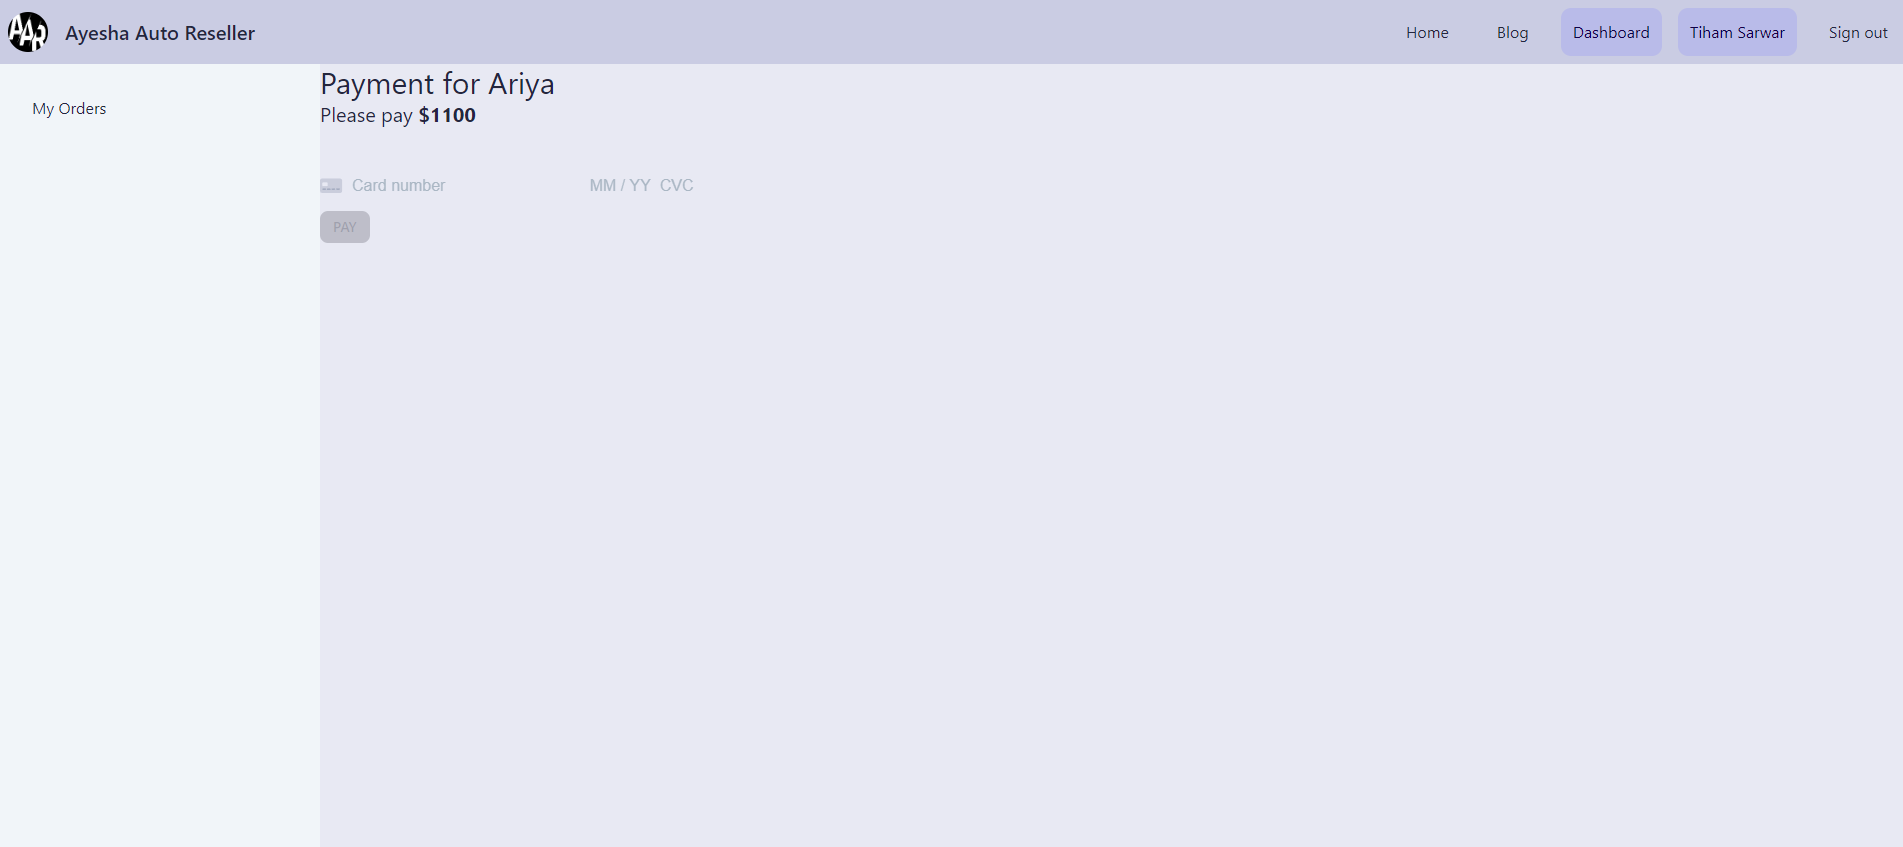 AAR
Ayesha Auto Reseller
Home
Blog
Dashboard
Tiham Sarwar
Sign out
My Orders
Payment for Ariya
Please pay $1100
Card number
MM / YY CVC
PAY